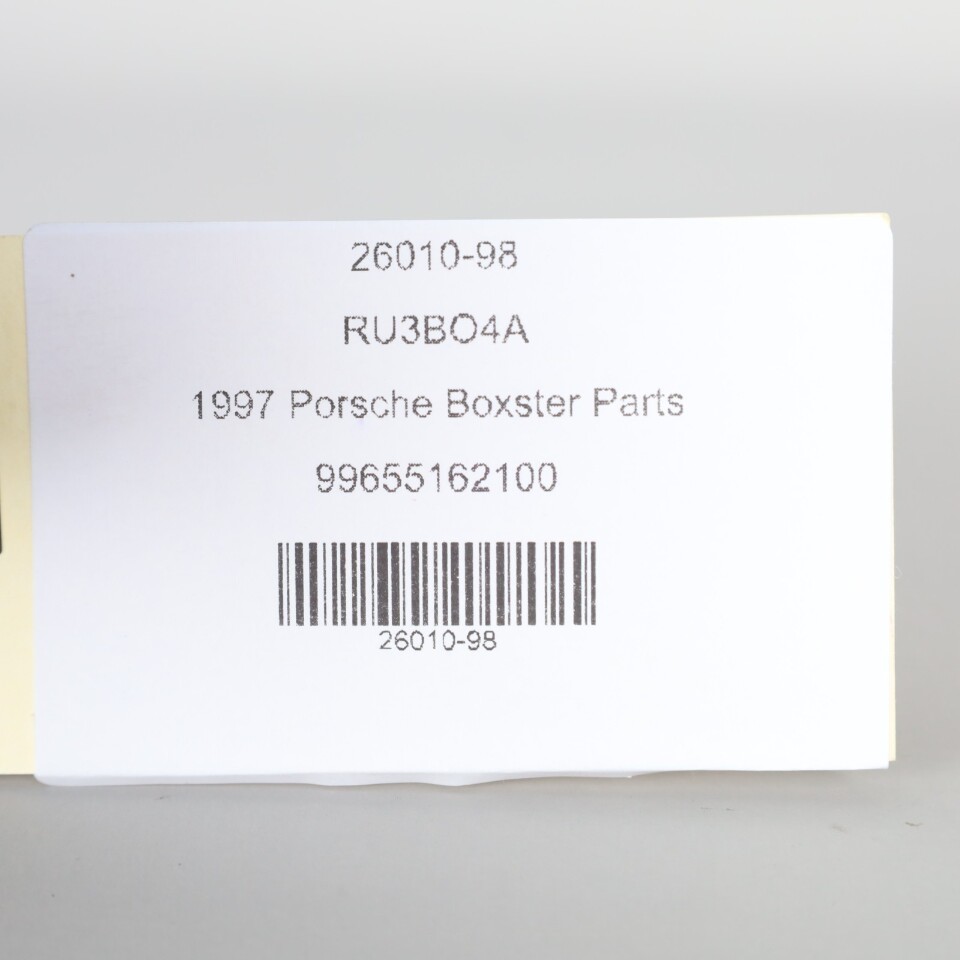 26010-98
RU3BO4A
1997 Porsche Boxster Parts
99655162100
26010-98